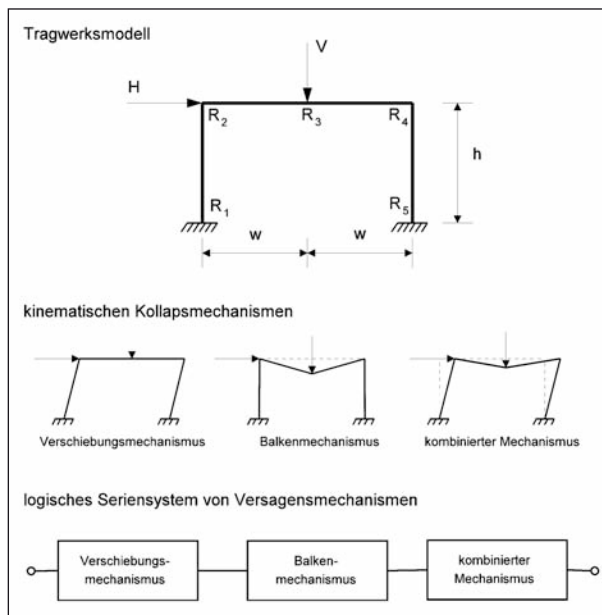 Tragwerksmodell
V
H
R2 R3 R4
h
R1 R5
w w
kinematischen Kollapsmechanismen
Verschiebungsmechanismus Balkenmechanismus kombinierter Mechanismus
logisches Seriensystem von Versagensmechanismen
Verschiebungs- Balken- kombinierter
mechanismus mechanismus Mechanismus